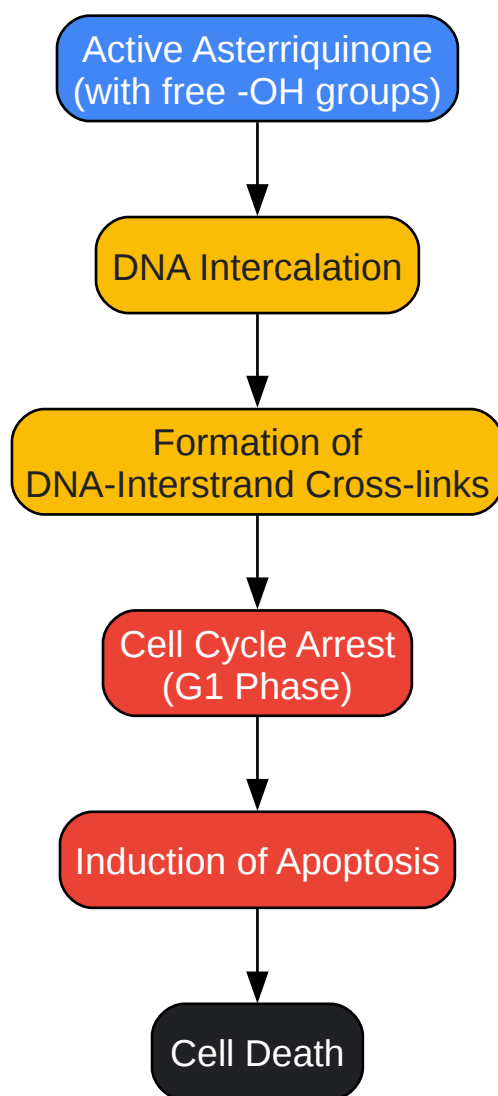 Active Asterriquinone
(with free -OH groups)
DNA Intercalation
Formation of
DNA-Interstrand Cross-links
Cell Cycle Arrest
(G1 Phase)
Induction of Apoptosis
Cell Death